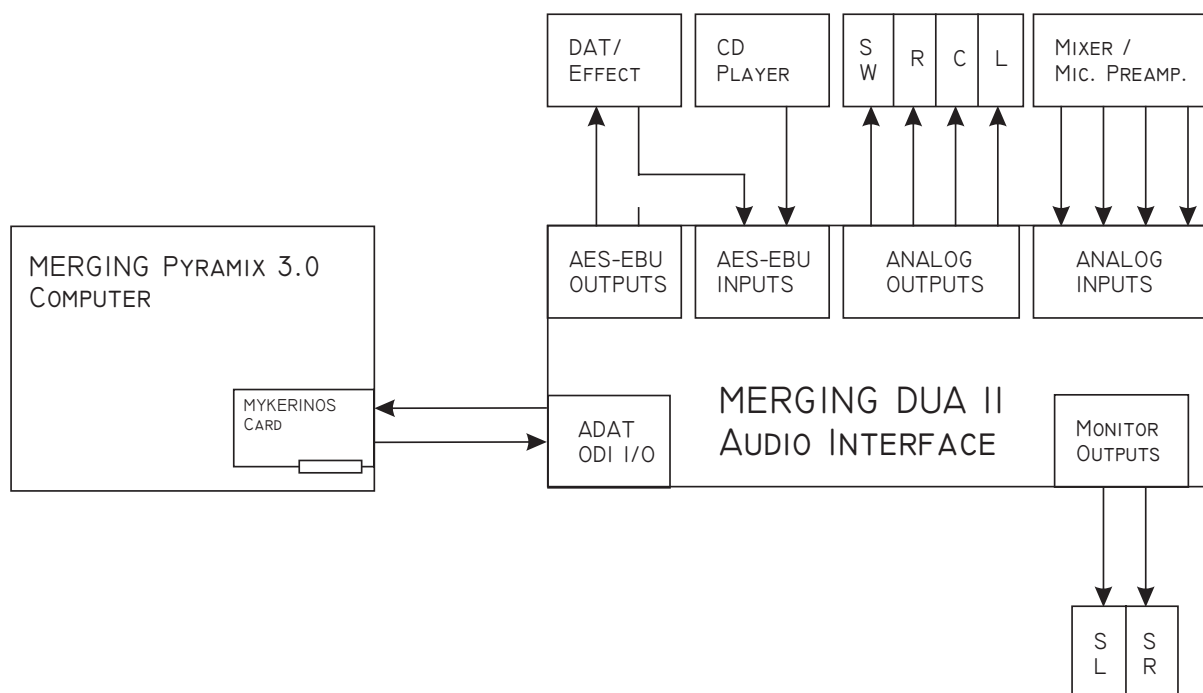 DAT/
EFFECT
CD
PLAYER
S
W
R
C
L
MIXER /
MIC. PREAMP.
MERGING PYRAMIX 3.0
COMPUTER
MYKERINOS
CARD
AES-EBU
OUTPUTS
AES-EBU
INPUTS
ANALOG
OUTPUTS
ANALOG
INPUTS
ADAT
ODI I/O
MERGING DUA II
AUDIO INTERFACE
MONITOR
OUTPUTS
S
L
S
R